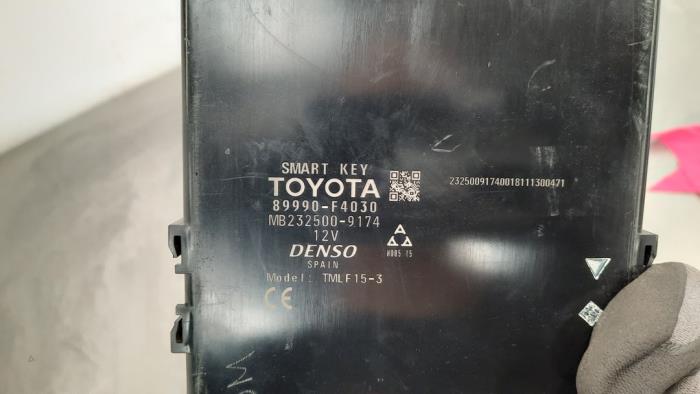 SMART KEY
TOYOTA
89990-F4030
MB232500-9174
12V
DENSO
SPAIN
Model: TMLF15-3
CE
23250091740018111300471